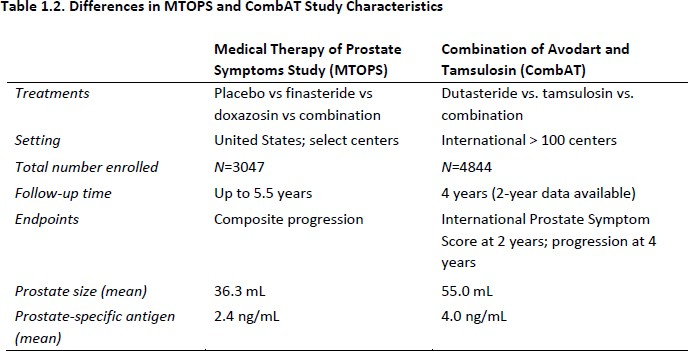 Table 1.2. Differences in MTOPS and CombAT Study Characteristics
Medical Therapy of Prostate Symptoms Study (MTOPS)
Combination of Avodart and Tamsulosin (CombAT)
Treatments
Placebo vs finasteride vs doxazosin vs combination
Dutasteride vs. tamsulosin vs. combination
Setting
United States; select centers
International > 100 centers
Total number enrolled
N=3047
N=4844
Follow-up time
Up to 5.5 years
4 years (2-year data available)
Endpoints
Composite progression
International Prostate Symptom Score at 2 years; progression at 4 years
Prostate size (mean)
36.3 mL
55.0 mL
Prostate-specific antigen (mean)
2.4 ng/mL
4.0 ng/mL